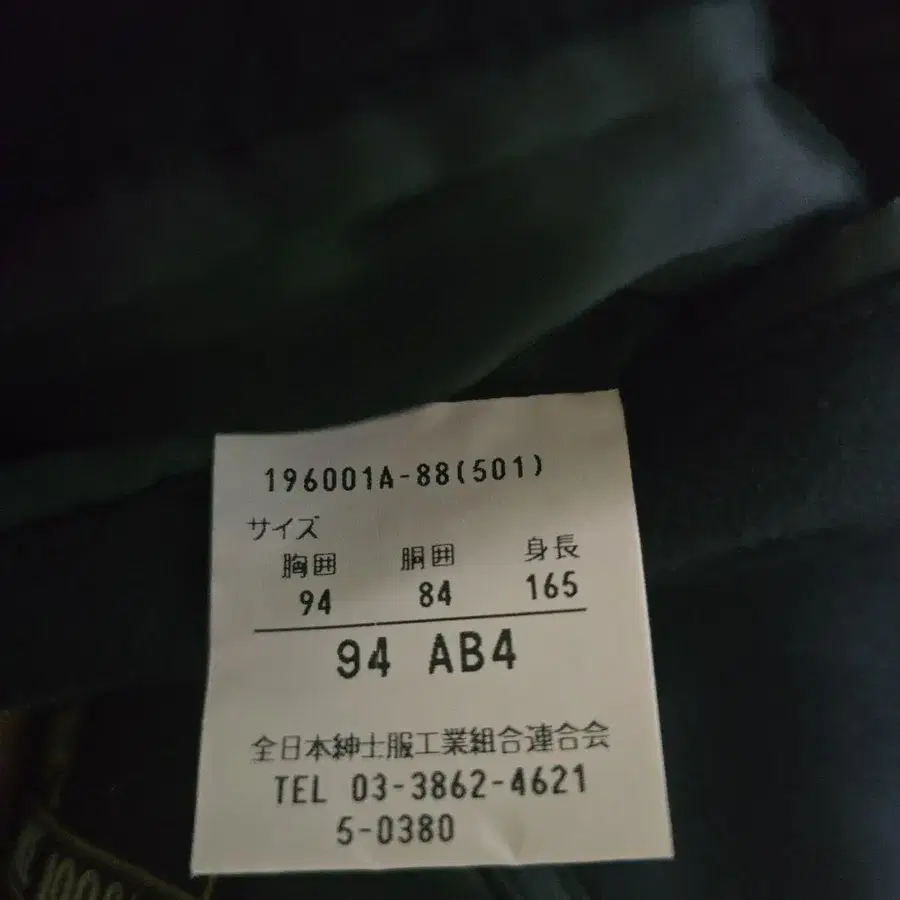 196001A-88(501)
サイズ
胸囲 胴囲 身長
94 84 165
94 AB4
全日本紳士服工業組合連合会
TEL 03-3862-4621
5-0380